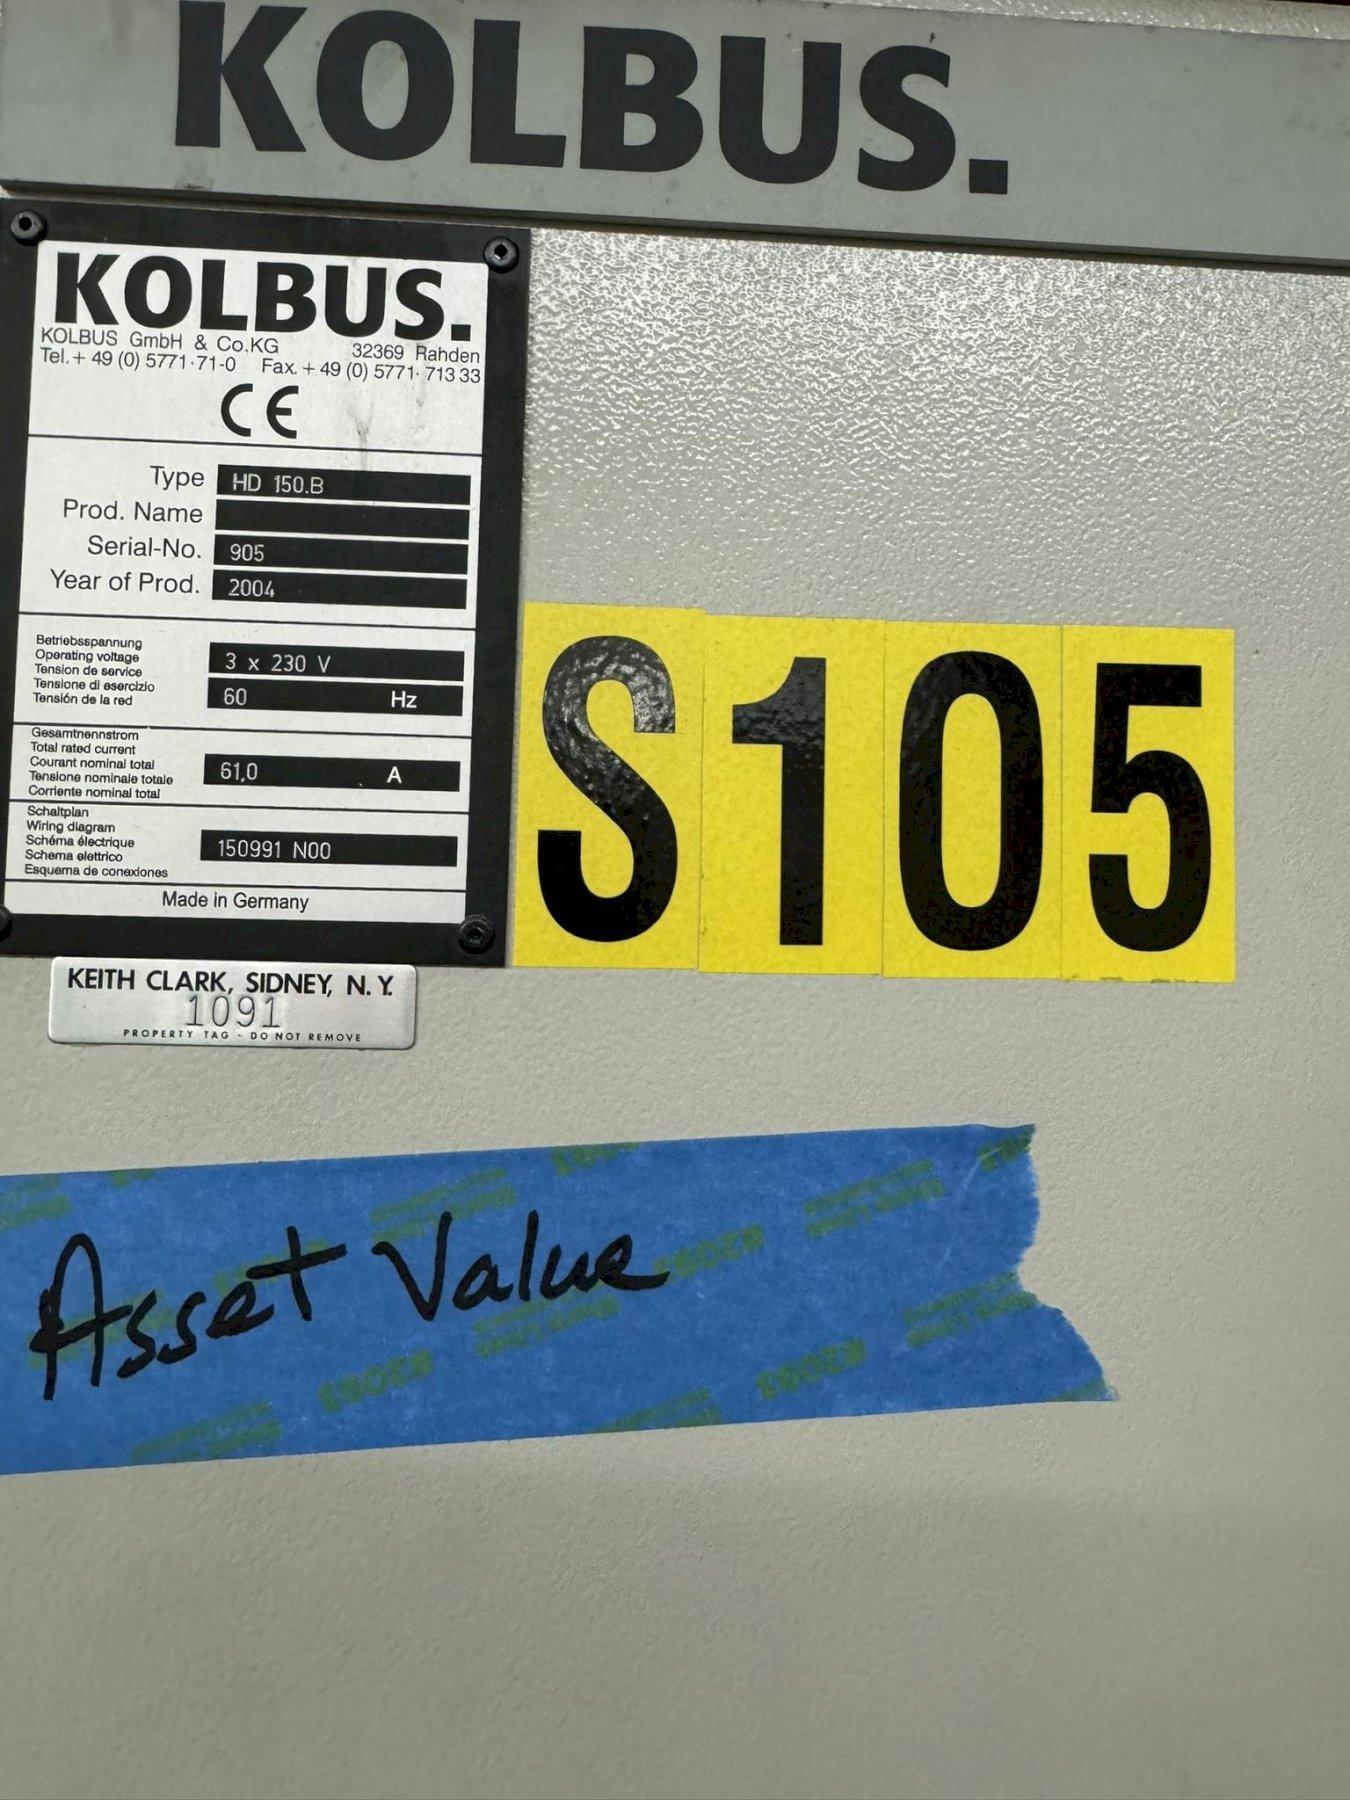 KOLBUS.
KOLBUS.
KOLBUS GmbH & Co.KG 32369 Rahden
Tel.+ 49 (0) 5771·71-0 Fax. + 49 (0) 5771· 713 33
CE
Type HD 150.B
Prod. Name
Serial-No. 905
Year of Prod. 2004
Betriebsspannung
Operating voltage
Tension de service
Tensione di esercizio
Tensión de la red
3 x 230 V
60 Hz
Gesamtnennstrom
Total rated current
Courant nominal total
Tensione nominale totale
Corriente nominal total
61,0 A
Schaltplan
Wiring diagram
Schéma électrique
Schema elettrico
Esquema de conexiones
150991 N00
Made in Germany
S105
KEITH CLARK, SIDNEY, N. Y.
1091
PROPERTY TAG - DO NOT REMOVE
Asset Value